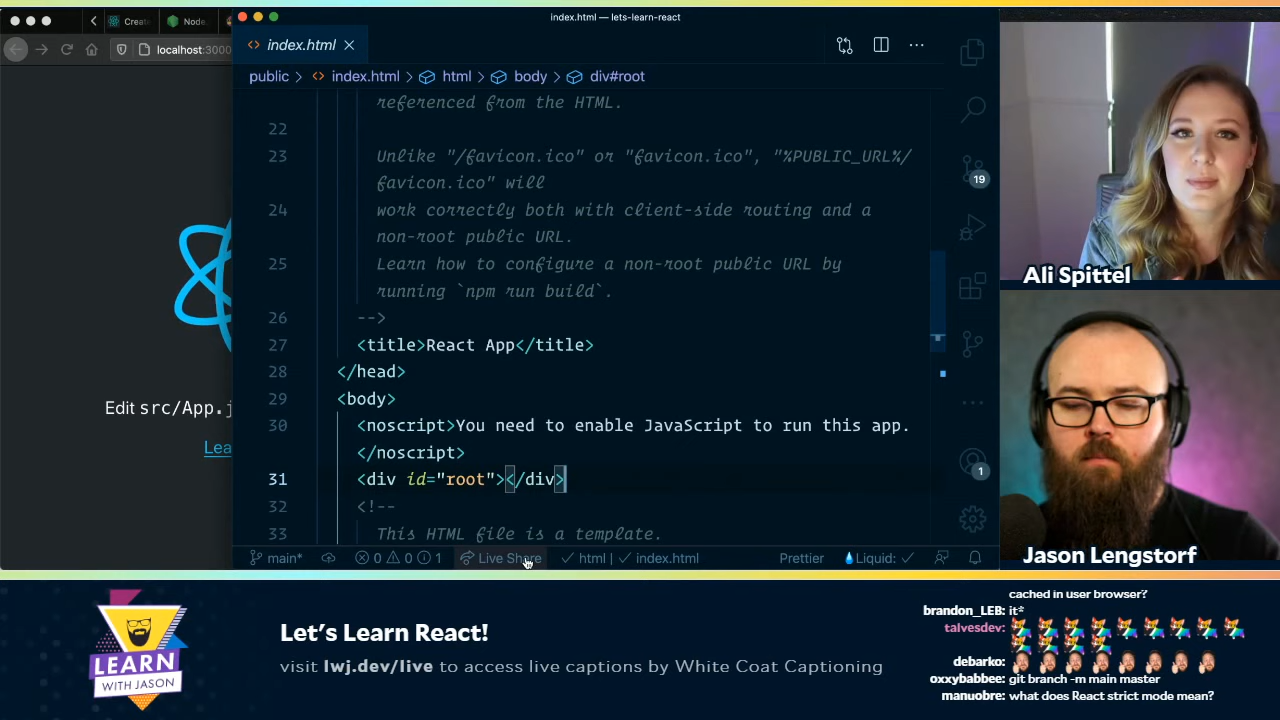 index.html — lets-learn-react
Create
Node.
localhost:3000
index.html
public > index.html > html > body > div#root
referenced from the HTML.
22
23 Unlike "/favicon.ico" or "favicon.ico", "%PUBLIC_URL%/
favicon.ico" will
24 work correctly both with client-side routing and a
non-root public URL.
25 Learn how to configure a non-root public URL by
running `npm run build`.
26 -->
27 <title>React App</title>
28 </head>
29 <body>
30 <noscript>You need to enable JavaScript to run this app.
</noscript>
31 <div id="root"></div>
32 <!--
33 This HTML file is a template.
Edit src/App.j
Lea
19
1
main* 0 0 1 Live Share html | index.html Prettier Liquid:
Ali Spittel
Jason Lengstorf
LEARN
WITH JASON
Let's Learn React!
visit lwj.dev/live to access live captions by White Coat Captioning
cached in user browser?
brandon_LEB: it*
talvesdev:
debarko:
oxxybabbee: git branch -m main master
manuobre: what does React strict mode mean?